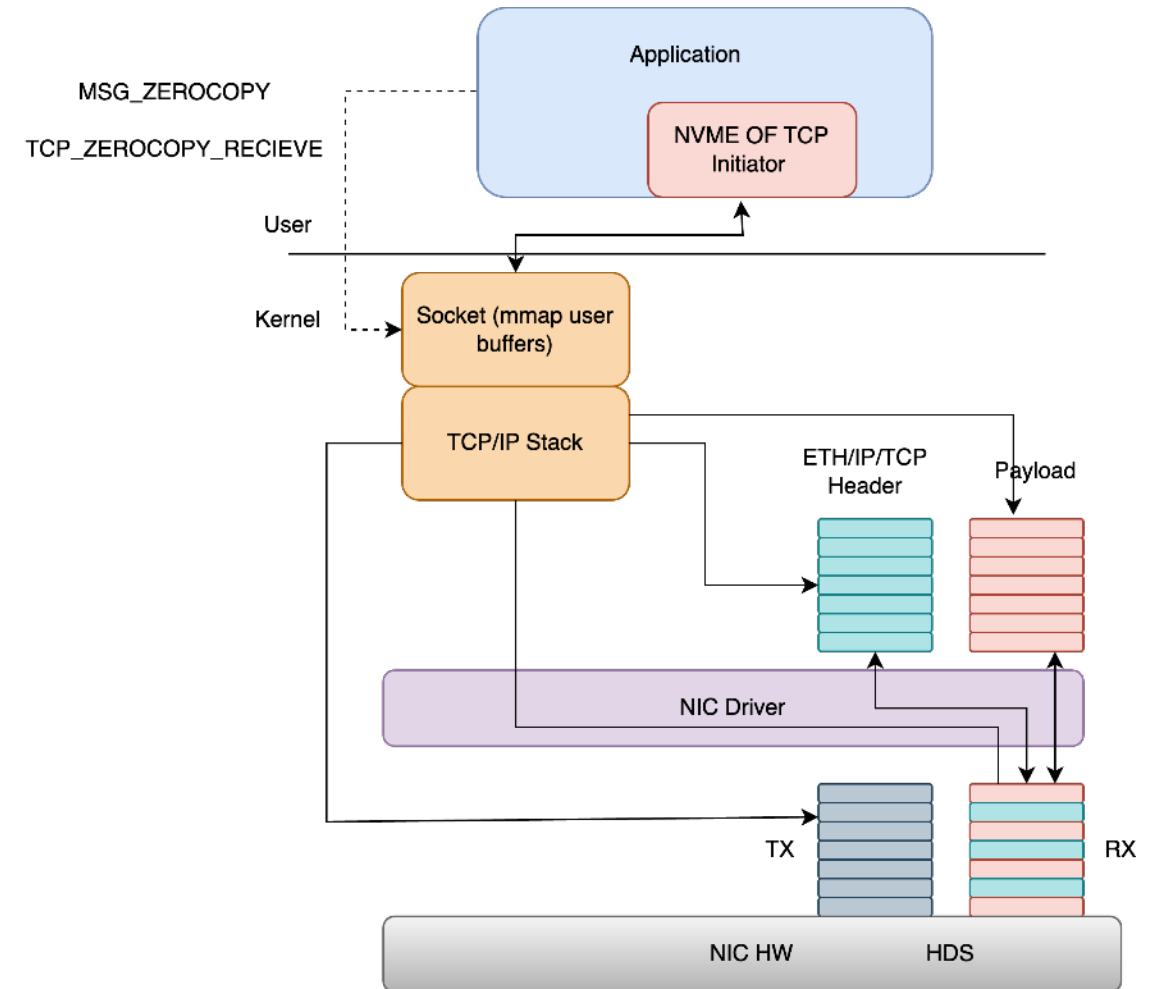 Application
MSG_ZEROCOPY
NVME OF TCP
Initiator
TCP_ZEROCOPY_RECIEVE
User
Kernel
Socket (mmap user
buffers)
TCP/IP Stack
ETH/IP/TCP
Header
Payload
NIC Driver
TX
RX
NIC HW
HDS